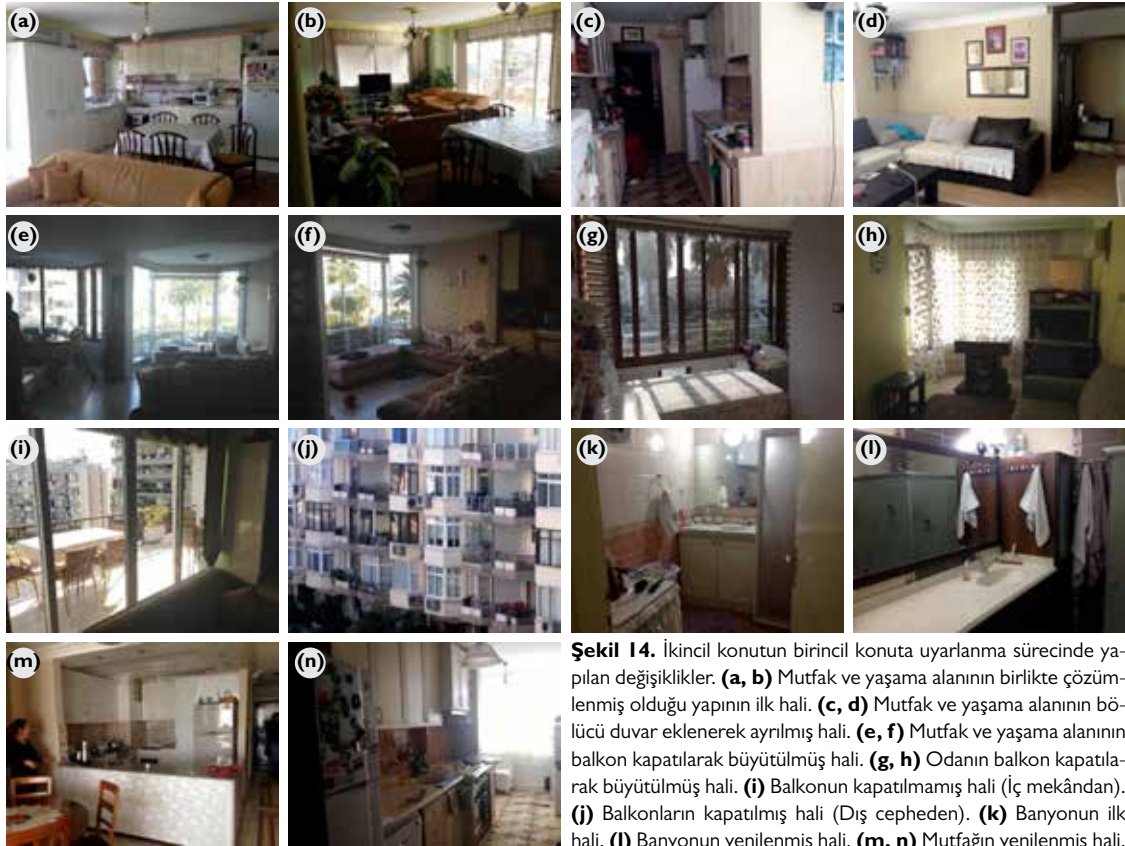 (a)
(b)
(c)
(d)
(e)
(f)
(g)
(h)
(i)
(j)
(k)
(l)
(m)
(n)
Şekil 14. İkincil konutun birincil konuta uyarlanma sürecinde ya-
pılan değişiklikler. (a, b) Mutfak ve yaşama alanının birlikte çözüm-
lenmiş olduğu yapının ilk hali. (c, d) Mutfak ve yaşama alanının bö-
lücü duvar eklenerek ayrılmış hali. (e, f) Mutfak ve yaşama alanının
balkon kapatılarak büyütülmüş hali. (g, h) Odanın balkon kapatıla-
rak büyütülmüş hali. (i) Balkonun kapatılmamış hali (İç mekândan).
(j) Balkonların kapatılmış hali (Dış cepheden). (k) Banyonun ilk
hali. (l) Banyonun yenilenmiş hali. (m, n) Mutfağın yenilenmiş hali.